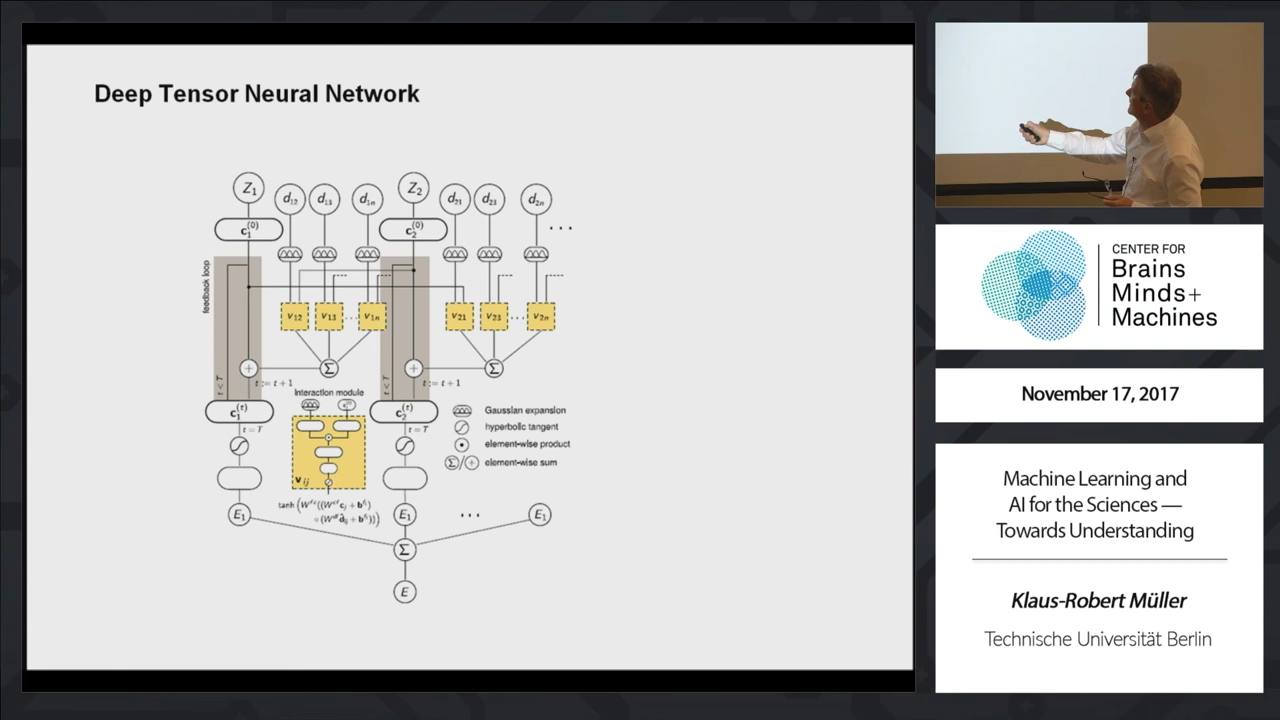 Deep Tensor Neural Network
Z₁ d₁₂ d₁₃ d₁ₙ Z₂ d₂₁ d₂₃ d₂ₙ
c₁⁽⁰⁾ c₂⁽⁰⁾ ...
feedback loop
v₁₂ v₁₃ ... v₁ₙ v₂₁ v₂₃ ... v₂ₙ
+ Σ + Σ
t < T t := t + 1 t < T t := t + 1
Interaction module
c₁⁽ᵗ⁾ c₂⁽ᵗ⁾
t = T t = T
Gaussian expansion
hyperbolic tangent
element-wise product
Σ/+ element-wise sum
v ij
E₁ E₁ ... E₁
Σ
E
CENTER FOR
Brains
Minds+
Machines
November 17, 2017
Machine Learning and
AI for the Sciences —
Towards Understanding
Klaus-Robert Müller
Technische Universität Berlin